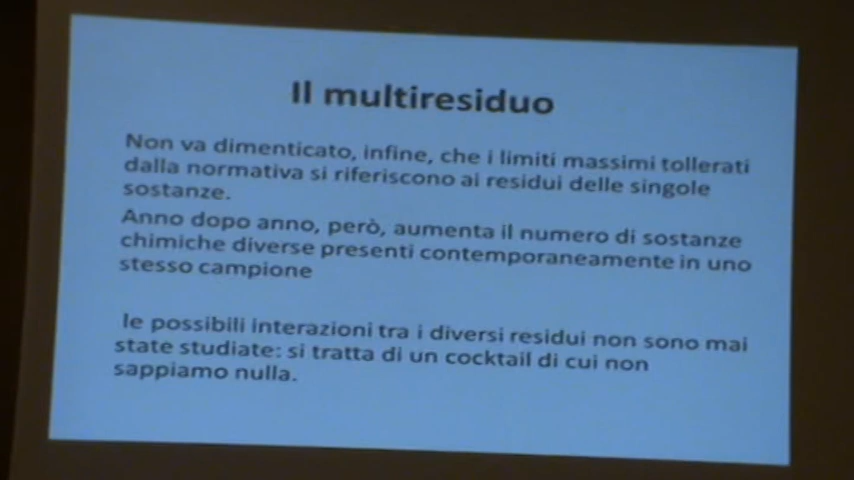 Il multiresiduo
Non va dimenticato, infine, che i limiti massimi tollerati
dalla normativa si riferiscono ai residui delle singole
sostanze.
Anno dopo anno, però, aumenta il numero di sostanze
chimiche diverse presenti contemporaneamente in uno
stesso campione
le possibili interazioni tra i diversi residui non sono mai
state studiate: si tratta di un cocktail di cui non
sappiamo nulla.